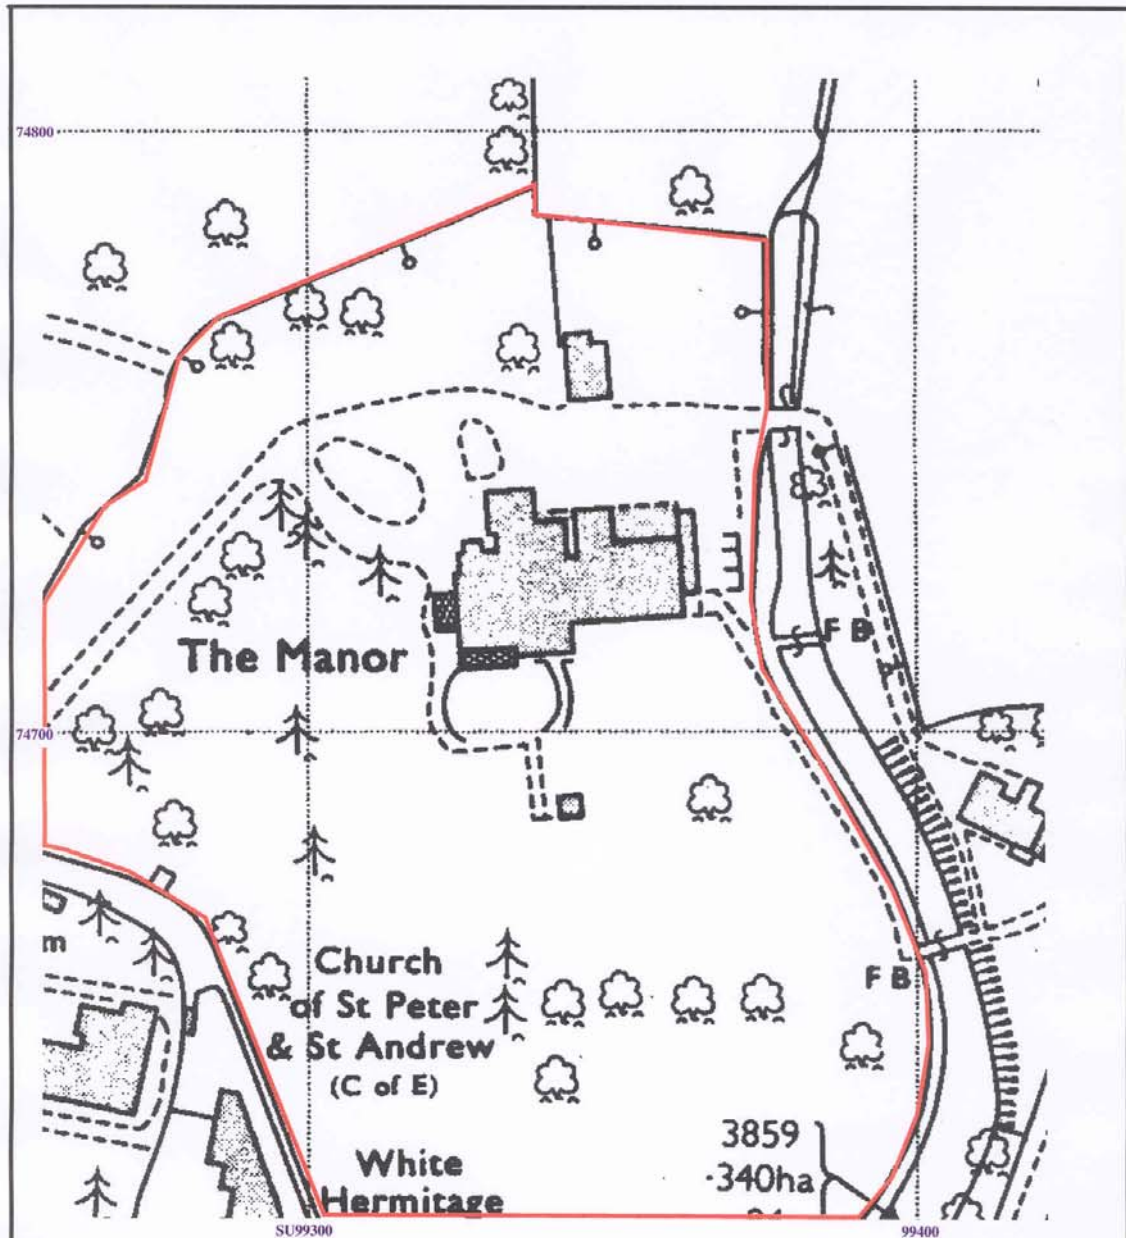 74800
The Manor
F B
74700
m
Church
of St Peter
& St Andrew
(C of E)
F B
White
Hermitage
3859
·340ha
SU99300
99400